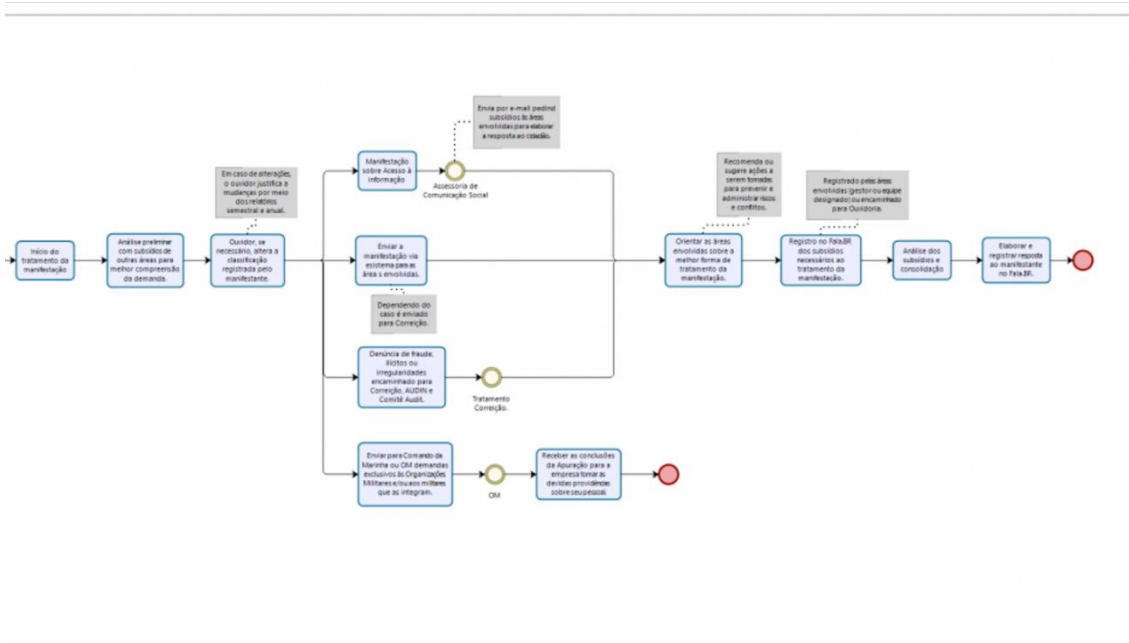 Início do
tratamento da
manifestação
Análise preliminar
com subsídios de
outras áreas para
melhor compreensão
da demanda.
Em caso de alterações,
o ouvidor justifica a
mudanças por meio
dos relatórios
semestral e anual.
Ouvidor, se
necessário, altera a
classificação
registrada pelo
manifestante.
Manifestação
sobre Acesso à
informação
Envia por e-mail pedind
subsídios às áreas
envolvidas para elaborar
a resposta ao cidadão.
Assessoria de
Comunicação Social
Enviar a
manifestação via
esistema para as
área s envolvidas.
Dependendo do
caso é enviado
para Correição.
Denúncia de fraude,
ilícitos ou
irregularidades
encaminhado para
Correição, AUDIN e
Comitê Audit.
Tratamento
Correição.
Enviar para Comando da
Marinha ou OM demandas
exclusivos às Organizações
Militares e/ou aos militares
que as integram.
OM
Receber as conclusões
da Apuração para a
empresa tomar as
devidas providências
sobre seu pessoal.
Recomenda ou
sugere ações a
serem tomadas
para prevenir e
administrar riscos
e conflitos.
Orientar as áreas
envolvidas sobre a
melhor forma de
tratamento da
manifestação.
Registrado pelas áreas
envolvidas (gestor ou equipe
designado) ou encaminhado
para Ouvidoria.
Registro no Fala.BR
dos subsídios
necessários ao
tratamento da
manifestação.
Análise dos
subsídios e
consolidação
Elaborar e
registrar resposta
ao manifestante
no Fala.BR.